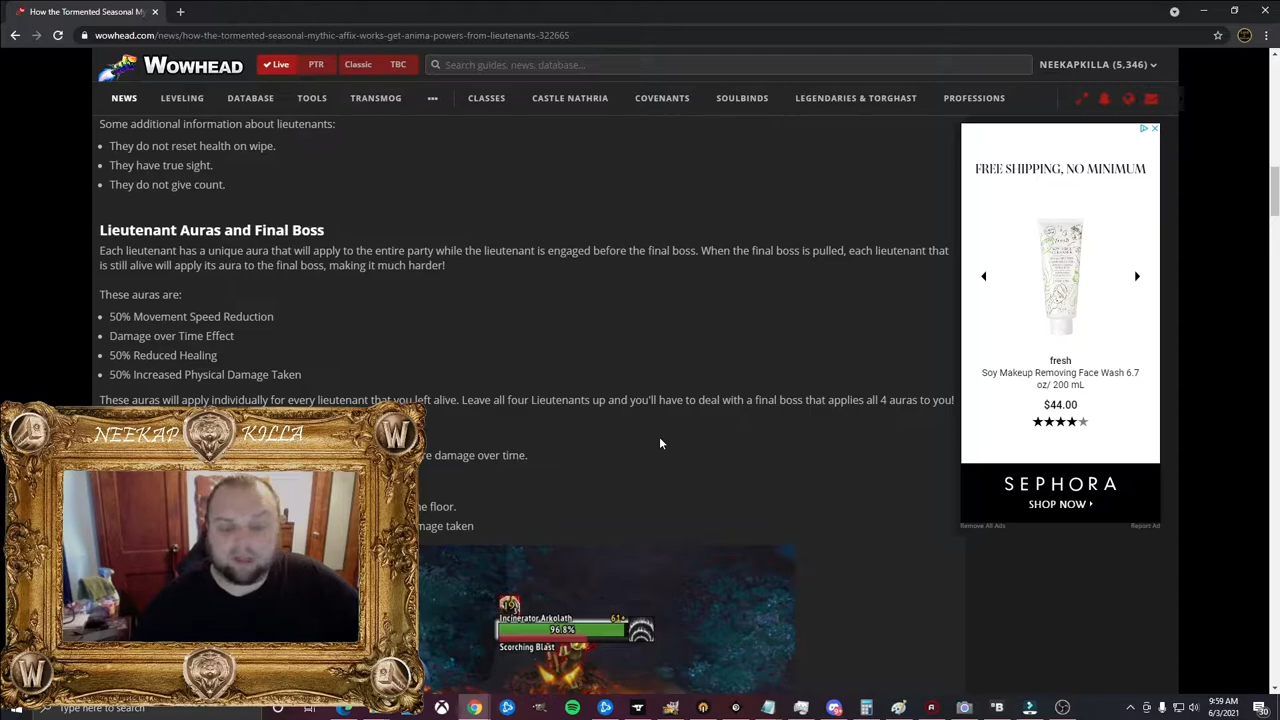 How the Tormented Seasonal M
wowhead.com/news/how-the-tormented-seasonal-mythic-affix-works-get-anima-powers-from-lieutenants-322665
WOWHEAD
Live
PTR
Classic
TBC
Search guides, news, database...
NEEKAPKILLA (5,346)
NEWS
LEVELING
DATABASE
TOOLS
TRANSMOG
CLASSES
CASTLE NATHRIA
COVENANTS
SOULBINDS
LEGENDARIES & TORGHAST
PROFESSIONS
Some additional information about lieutenants:
They do not reset health on wipe.
They have true sight.
They do not give count.
Lieutenant Auras and Final Boss
Each lieutenant has a unique aura that will apply to the entire party while the lieutenant is engaged before the final boss. When the final boss is pulled, each lieutenant that
is still alive will apply its aura to the final boss, making it much harder!
These auras are:
50% Movement Speed Reduction
Damage over Time Effect
50% Reduced Healing
50% Increased Physical Damage Taken
These auras will apply individually for every lieutenant that you left alive. Leave all four Lieutenants up and you'll have to deal with a final boss that applies all 4 auras to you!
re damage over time.
e floor.
mage taken
Incinerator Arkolath
61+
96.8%
Scorching Blast
FREE SHIPPING, NO MINIMUM
fresh
Soy Makeup Removing Face Wash 6.7
oz/ 200 mL
$44.00
SEPHORA
SHOP NOW
Remove All Ads
Report Ad
NEEKAP KILLA
W
W
Type here to search
9:59 AM
6/3/2021